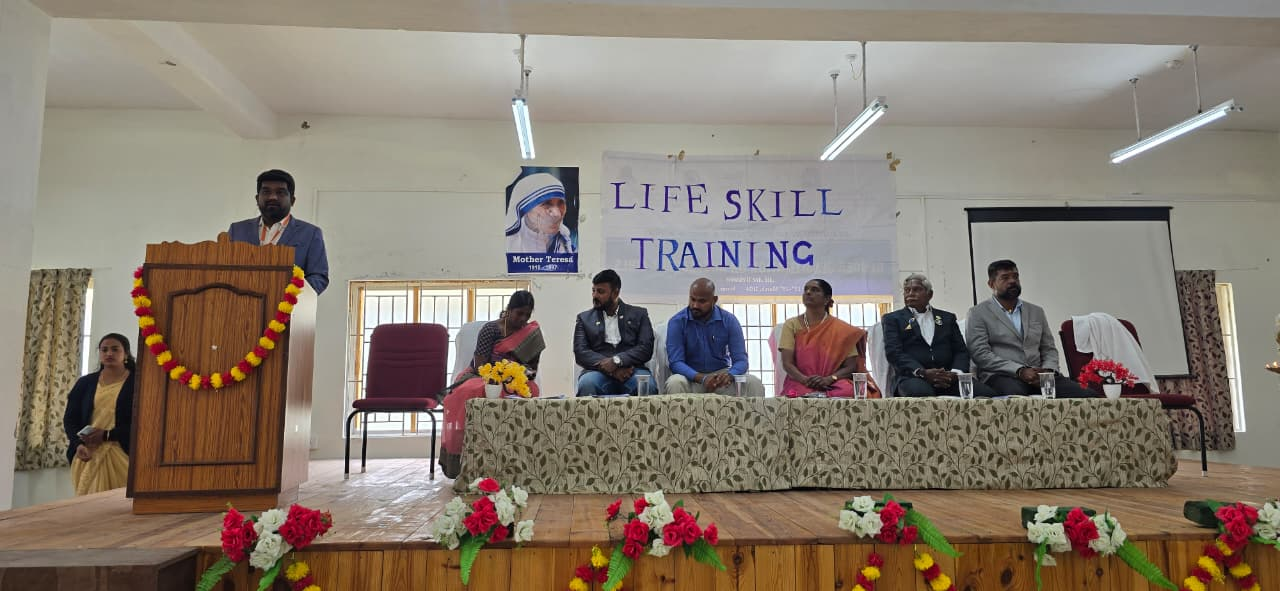 Mother Teresa
LIFE SKILL
TRAINING